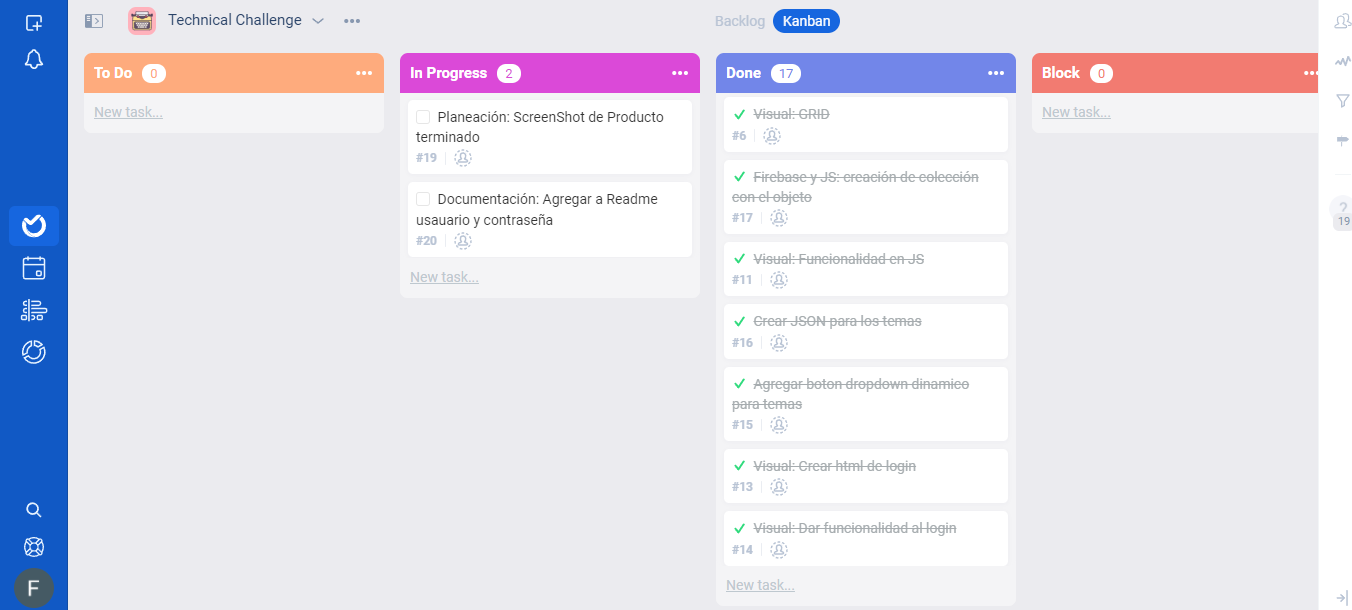 Technical Challenge
Backlog Kanban
To Do 0
New task...
In Progress 2
Planeación: ScreenShot de Producto
terminado
#19
Documentación: Agregar a Readme
usauario y contraseña
#20
New task...
Done 17
Visual: GRID
#6
Firebase y JS: creación de colección
con el objeto
#17
Visual: Funcionalidad en JS
#11
Crear JSON para los temas
#16
Agregar boton dropdown dinamico
para temas
#15
Visual: Crear html de login
#13
Visual: Dar funcionalidad al login
#14
New task...
Block 0
New task...
?
19
F